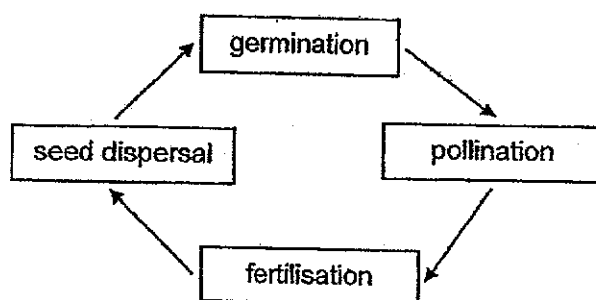 germination
seed dispersal
pollination
fertilisation